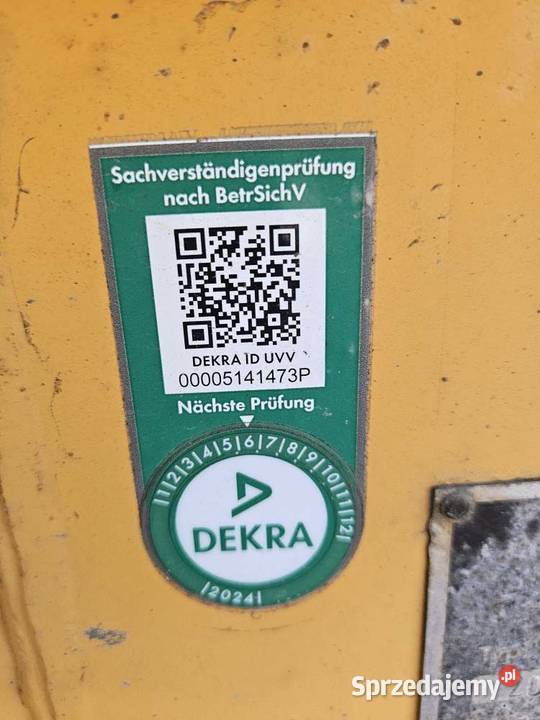 Sachverständigenprüfung
nach BetrSichV
DEKRA ID UVV
00005141473P
Nächste Prüfung
|1|2|3|4|5|6|7|8|9|10|11|12|
DEKRA
|2024|
Sprzedajemy.pl